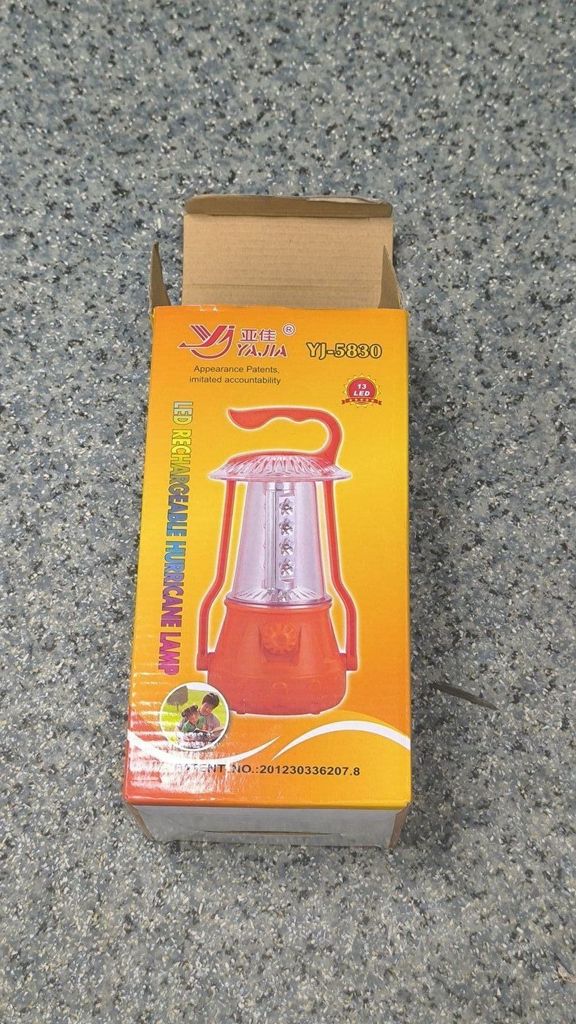 YJ 亚佳 ®
YAJIA
YJ-5830
Appearance Patents,
imitated accountability
13
LED
LED RECHARGEABLE HURRICANE LAMP
PATENT NO.:201230336207.8